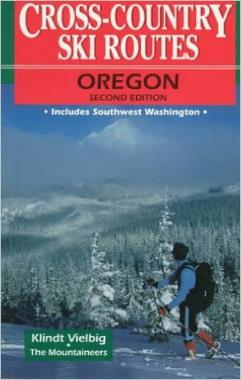 CROSS-COUNTRY
SKI ROUTES
OREGON
SECOND EDITION
• Includes Southwest Washington •
Klindt Vielbig
•
The Mountaineers